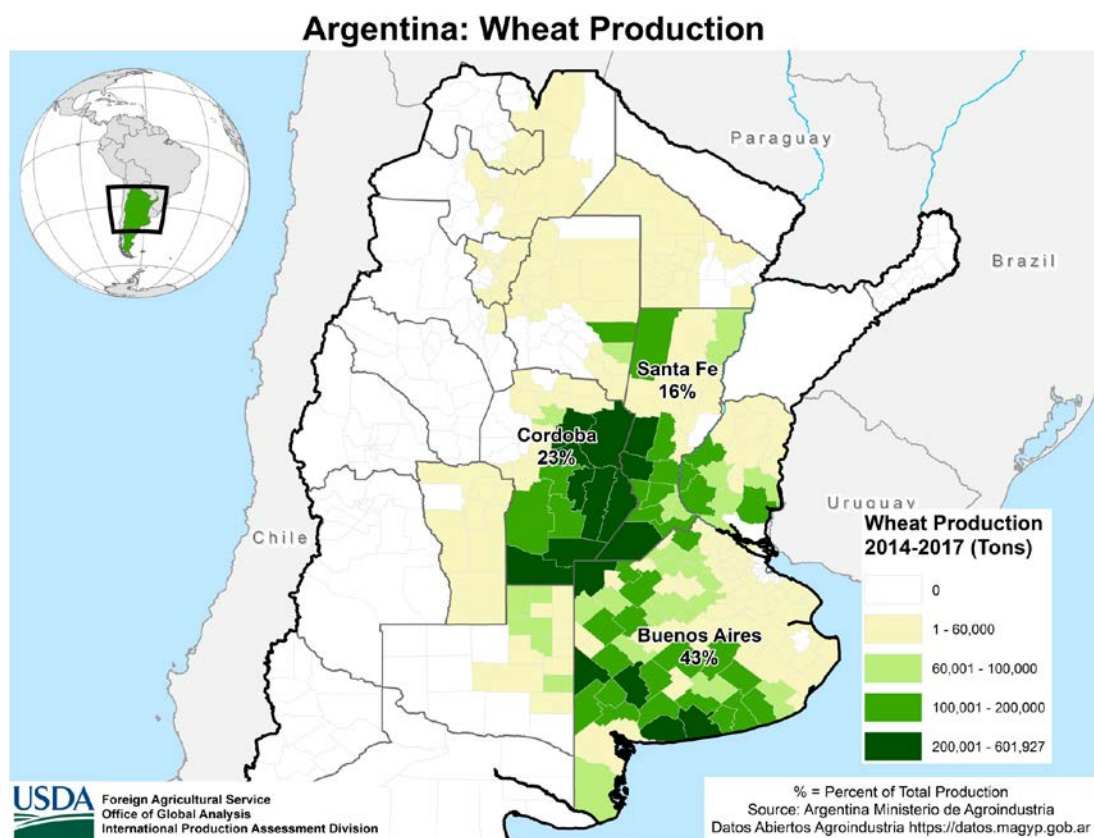 Argentina: Wheat Production
Paraguay
Brazil
Santa Fe
16%
Cordoba
23%
Uruguay
Chile
Wheat Production
2014-2017 (Tons)
0
1 - 60,000
60,001 - 100,000
100,001 - 200,000
200,001 - 601,927
Buenos Aires
43%
USDA
Foreign Agricultural Service
Office of Global Analysis
International Production Assessment Division
% = Percent of Total Production
Source: Argentina Ministerio de Agroindustria
Datos Abiertos Agroindustria https://datos.magyp.gob.ar